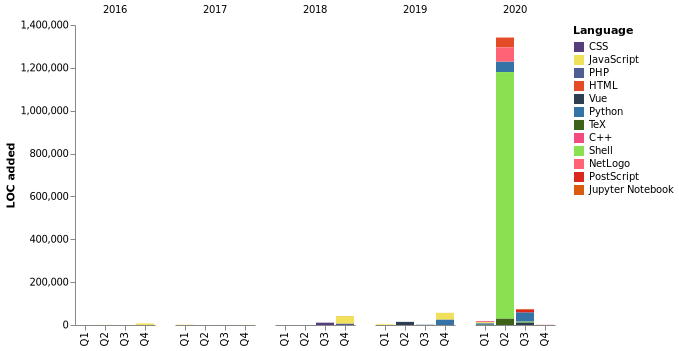 2016 2017 2018 2019 2020
1,400,000
1,200,000
1,000,000
800,000
600,000
400,000
200,000
0
LOC added
Q1 Q2 Q3 Q4 Q1 Q2 Q3 Q4 Q1 Q2 Q3 Q4 Q1 Q2 Q3 Q4 Q1 Q2 Q3 Q4
Language
CSS
JavaScript
PHP
HTML
Vue
Python
TeX
C++
Shell
NetLogo
PostScript
Jupyter Notebook